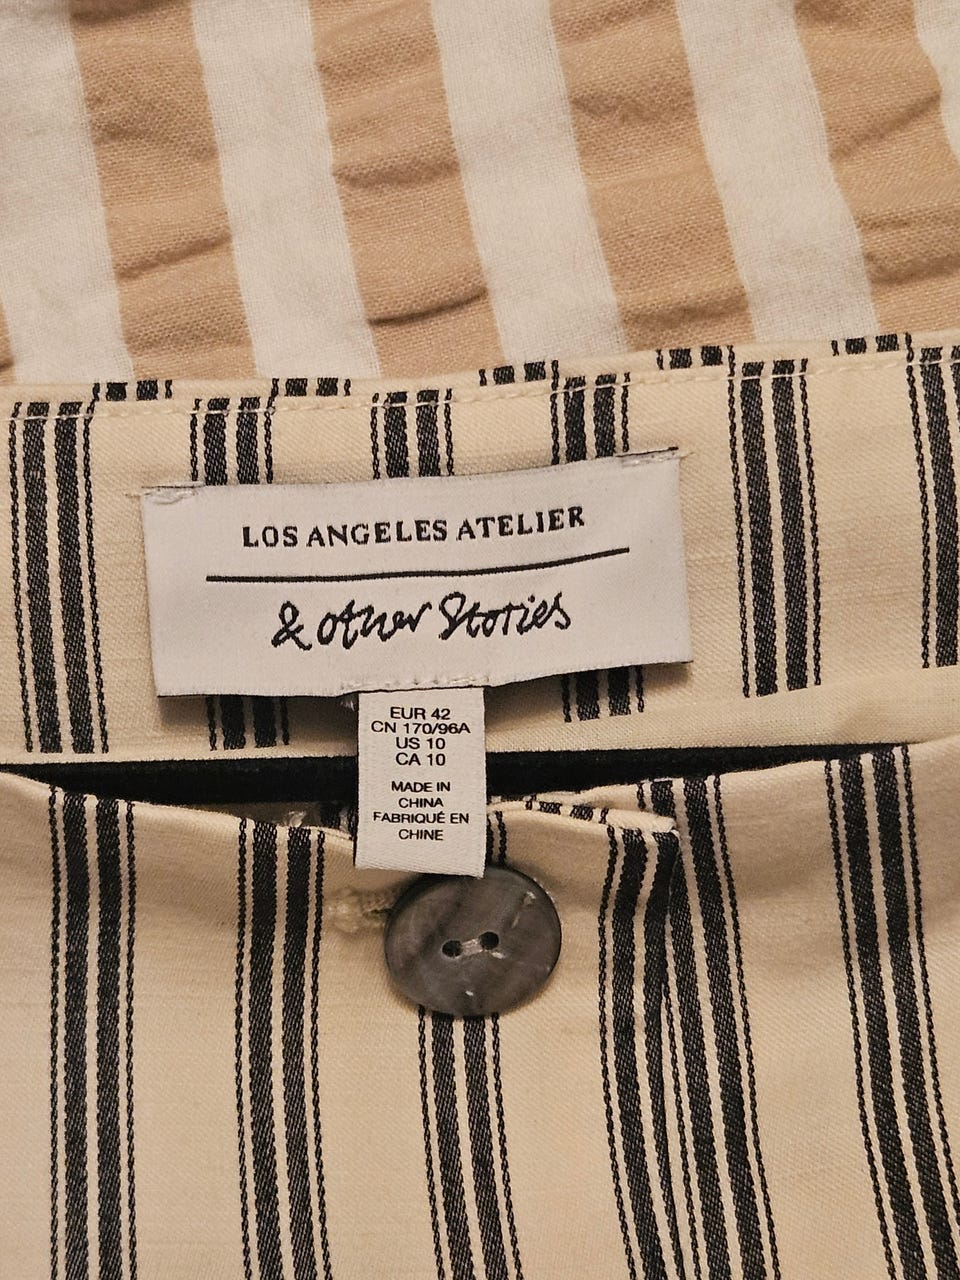 LOS ANGELES ATELIER
& other Stories
EUR 42
CN 170/96A
US 10
CA 10
MADE IN
CHINA
FABRIQUÉ EN
CHINE